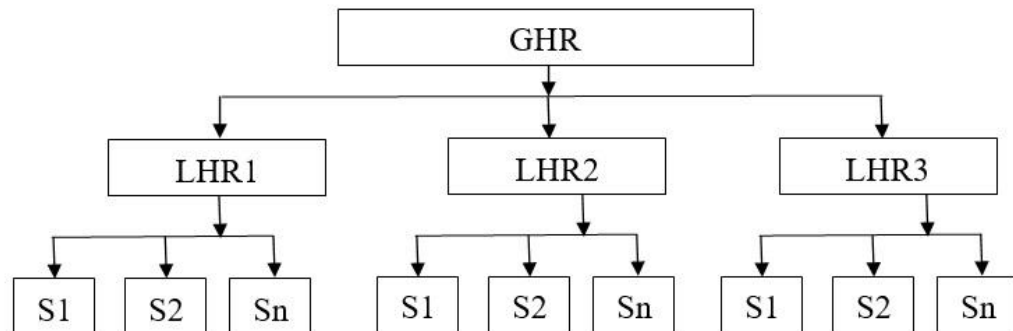 GHR
LHR1 LHR2 LHR3
S1 S2 Sn S1 S2 Sn S1 S2 Sn